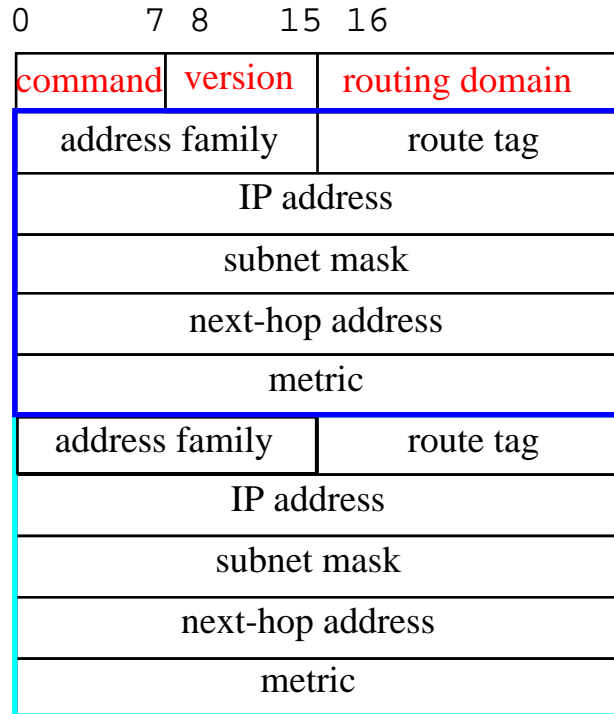 0 7 8 15 16
command version routing domain
address family route tag
IP address
subnet mask
next-hop address
metric
address family route tag
IP address
subnet mask
next-hop address
metric